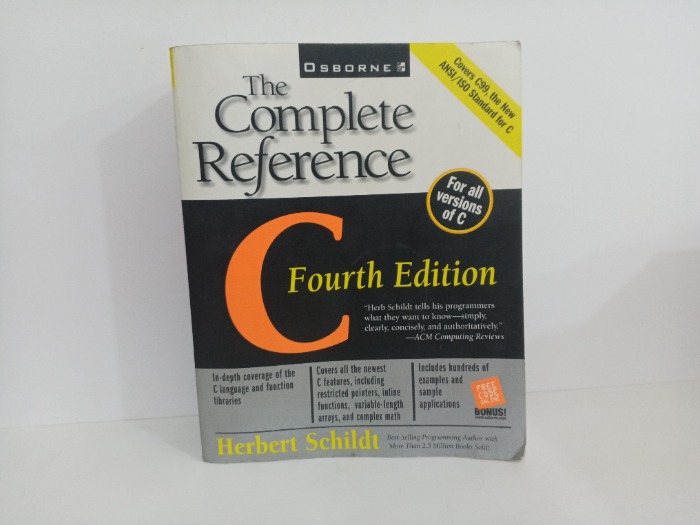 OSBORNE
The
Complete
Reference
Covers C99, the New
ANSI/ISO Standard for C
For all
versions
of C
C
Fourth Edition
"Herb Schildt tells his programmers
what they want to know—simply,
clearly, concisely, and authoritatively."
—ACM Computing Reviews
In-depth coverage of the
C language and function
libraries
Covers all the newest
C features, including
restricted pointers, inline
functions, variable-length
arrays, and complex math
Includes hundreds of
examples and
sample
applications
FREE
CODE
ONLINE
BONUS!
Herbert Schildt
Best-Selling Programming Author with
More Than 2.5 Million Books Sold!